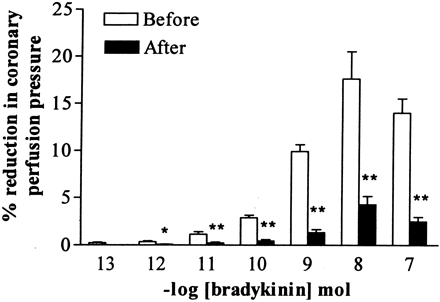 % reduction in coronary
perfusion pressure
25
20
15
10
5
0
Before
After
* ** ** ** ** **
13 12 11 10 9 8 7
-log [bradykinin] mol